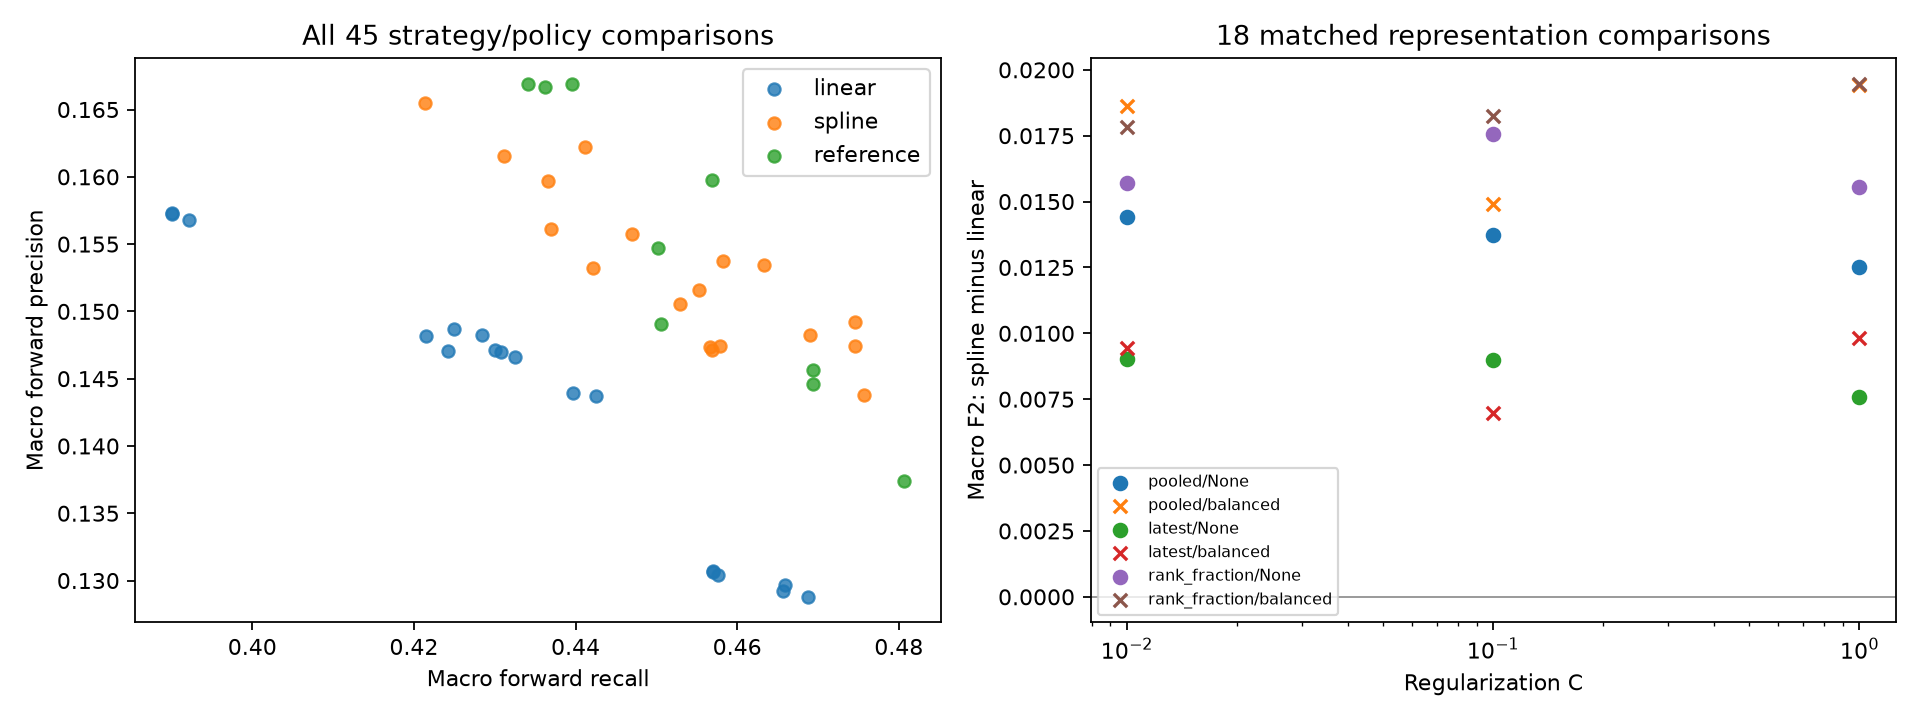 All 45 strategy/policy comparisons
Macro forward precision
0.165
0.160
0.155
0.150
0.145
0.140
0.135
0.130
linear
spline
reference
0.40
0.42
0.44
0.46
0.48
Macro forward recall
18 matched representation comparisons
Macro F2: spline minus linear
0.0200
0.0175
0.0150
0.0125
0.0100
0.0075
0.0050
0.0025
0.0000
pooled/None
pooled/balanced
latest/None
latest/balanced
rank_fraction/None
rank_fraction/balanced
10⁻²
10⁻¹
10⁰
Regularization C